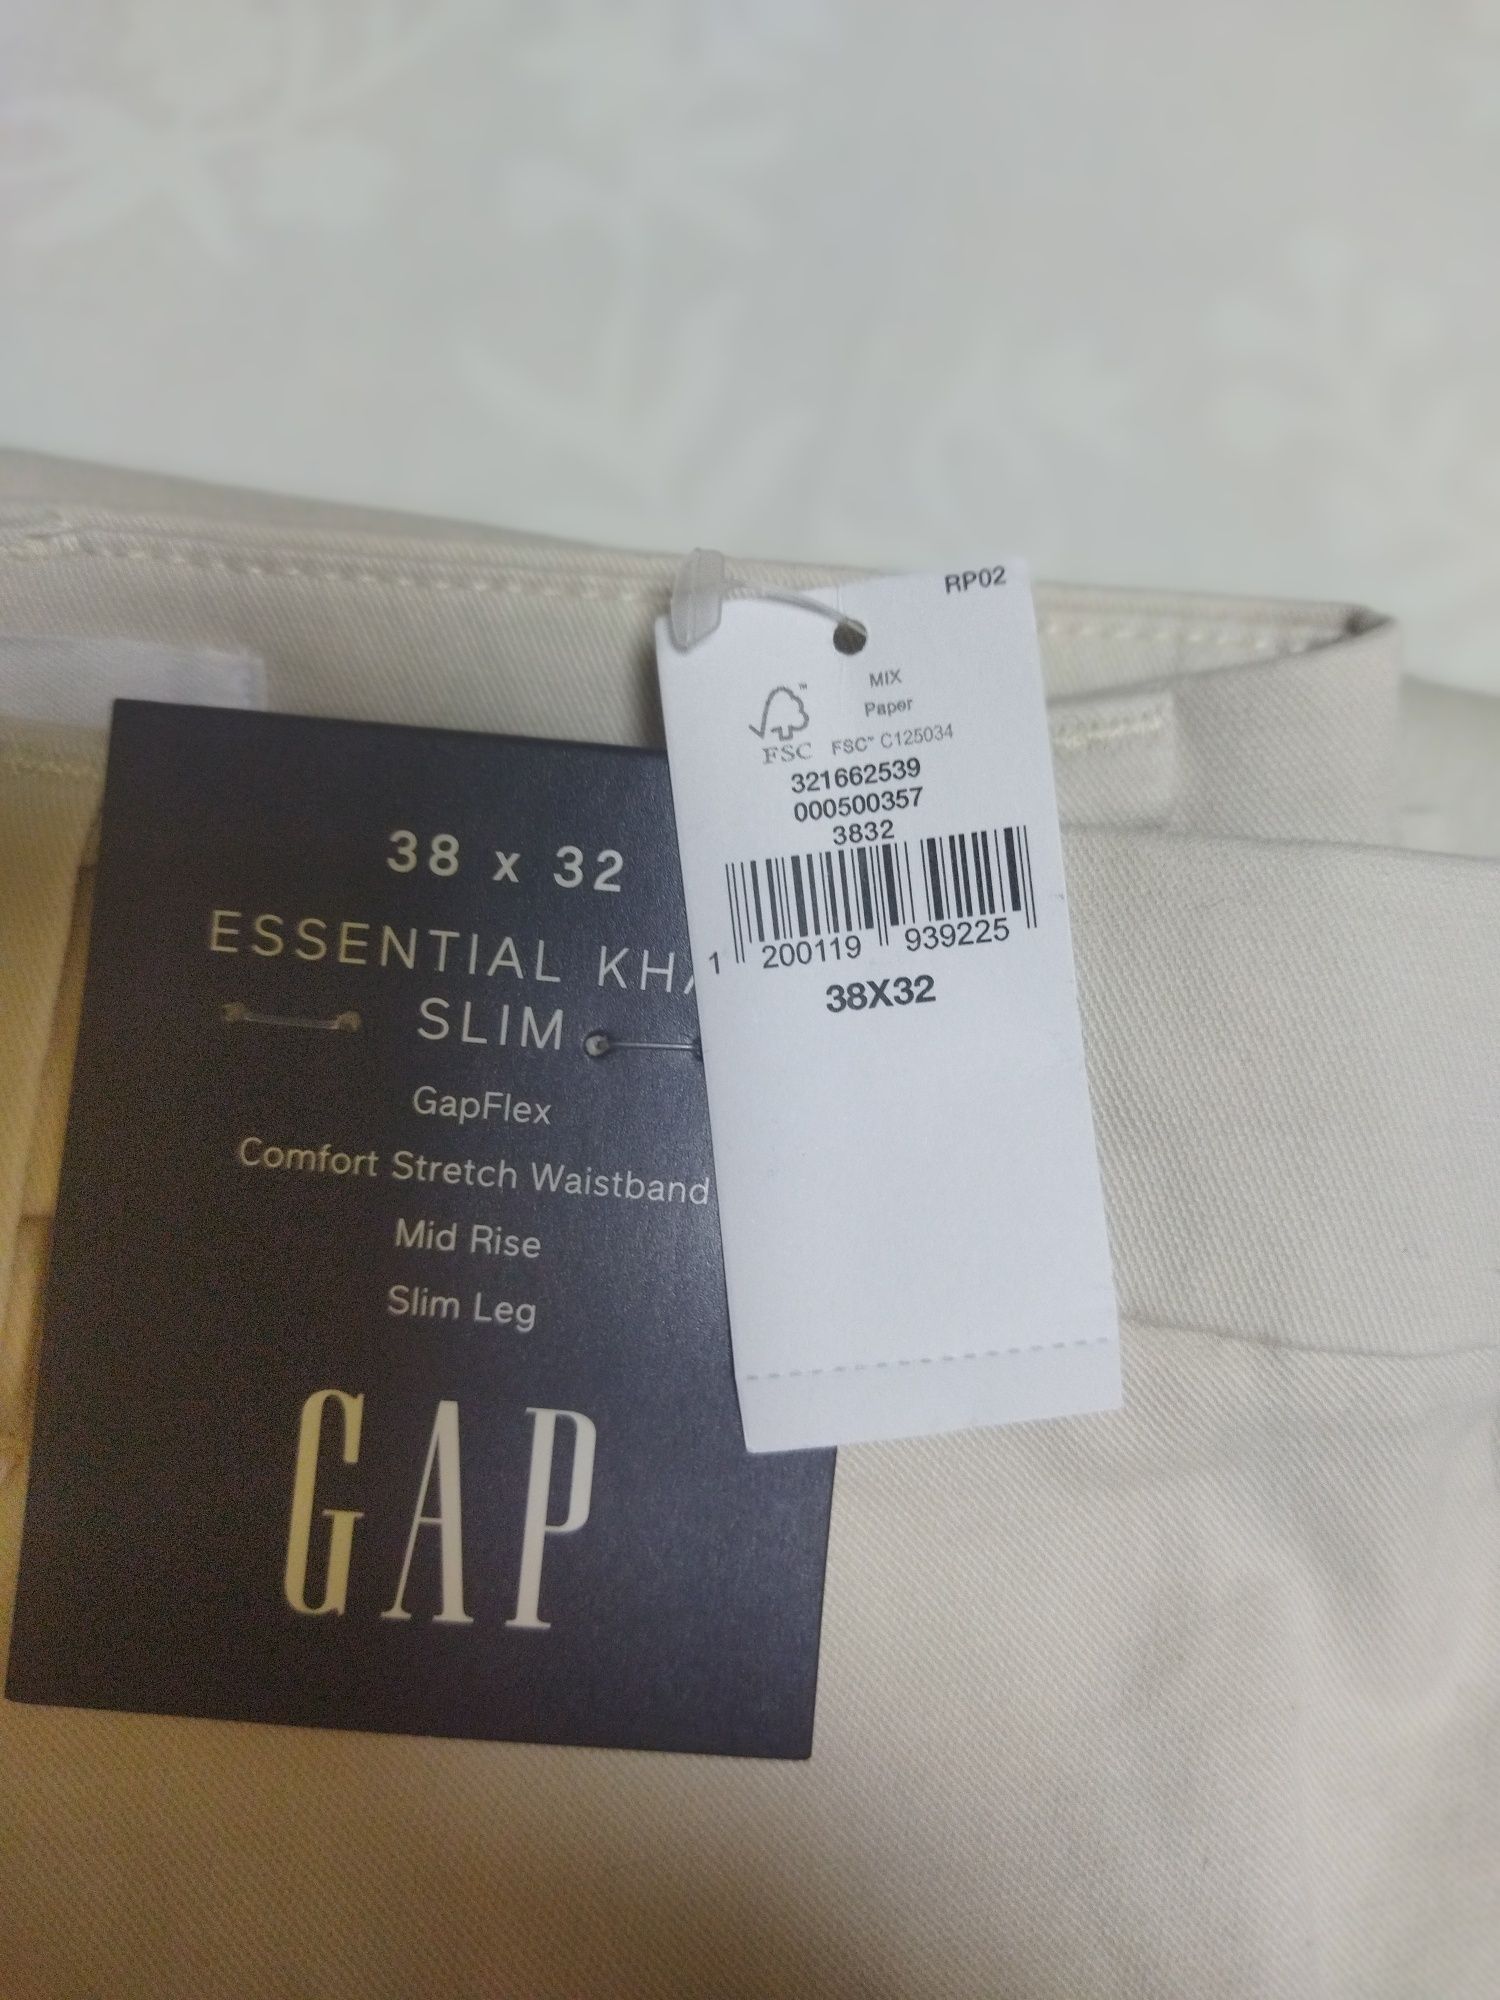 RP02
MIX
Paper
FSC FSC™ C125034
321662539
000500357
3832
1 200119 939225
38X32
38 x 32
ESSENTIAL
SLIM
GapFlex
Comfort Stretch Waistband
Mid Rise
Slim Leg
GAP